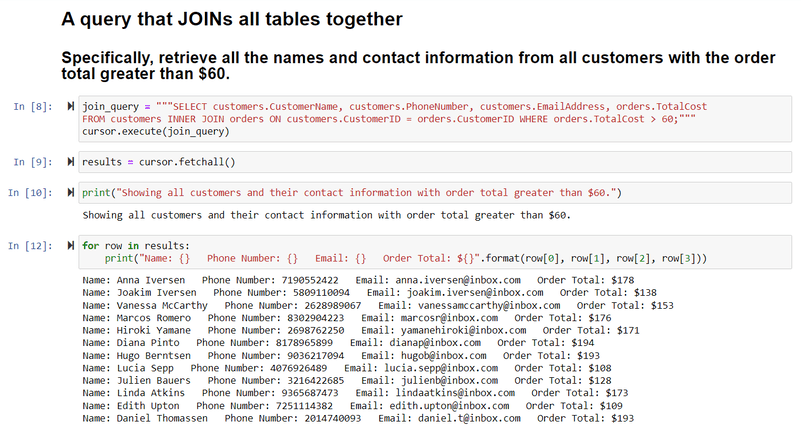 A query that JOINs all tables together
Specifically, retrieve all the names and contact information from all customers with the order
total greater than $60.
In [8]: join_query = """SELECT customers.CustomerName, customers.PhoneNumber, customers.EmailAddress, orders.TotalCost
FROM customers INNER JOIN orders ON customers.CustomerID = orders.CustomerID WHERE orders.TotalCost > 60;"""
cursor.execute(join_query)
In [9]: results = cursor.fetchall()
In [10]: print("Showing all customers and their contact information with order total greater than $60.")
Showing all customers and their contact information with order total greater than $60.
In [12]: for row in results:
    print("Name: {}   Phone Number: {}   Email: {}   Order Total: ${}".format(row[0], row[1], row[2], row[3]))
Name: Anna Iversen   Phone Number: 7190552422   Email: anna.iversen@inbox.com   Order Total: $178
Name: Joakim Iversen   Phone Number: 5809110094   Email: joakim.iversen@inbox.com   Order Total: $138
Name: Vanessa McCarthy   Phone Number: 2628989067   Email: vanessamccarthy@inbox.com   Order Total: $153
Name: Marcos Romero   Phone Number: 8302904223   Email: marcosr@inbox.com   Order Total: $176
Name: Hiroki Yamane   Phone Number: 2698762250   Email: yamanehiroki@inbox.com   Order Total: $171
Name: Diana Pinto   Phone Number: 8178965899   Email: dianap@inbox.com   Order Total: $194
Name: Hugo Berntsen   Phone Number: 9036217094   Email: hugob@inbox.com   Order Total: $193
Name: Lucia Sepp   Phone Number: 4076926489   Email: lucia.sepp@inbox.com   Order Total: $108
Name: Julien Bauers   Phone Number: 3216422685   Email: julienb@inbox.com   Order Total: $128
Name: Linda Atkins   Phone Number: 9365687473   Email: lindaatkins@inbox.com   Order Total: $173
Name: Edith Upton   Phone Number: 7251114382   Email: edith.upton@inbox.com   Order Total: $109
Name: Daniel Thomassen   Phone Number: 2014740093   Email: daniel.t@inbox.com   Order Total: $193